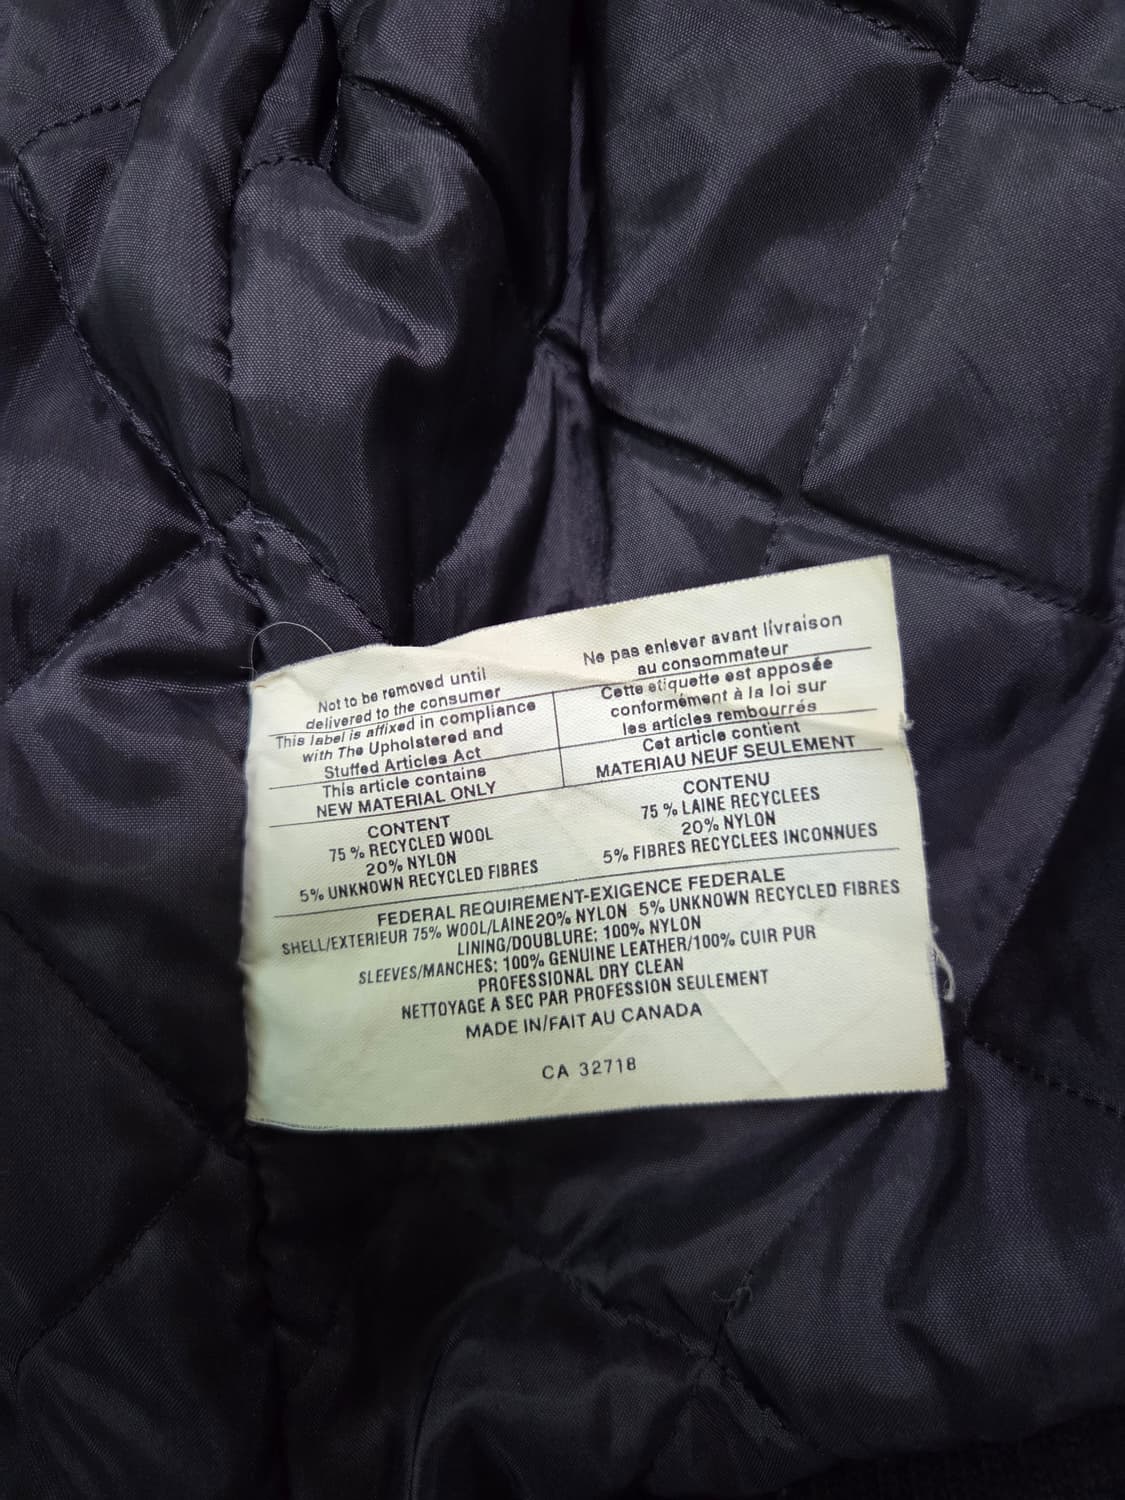 Not to be removed until
delivered to the consumer
This label is affixed in compliance
with The Upholstered and
Stuffed Articles Act
This article contains
NEW MATERIAL ONLY
CONTENT
75 % RECYCLED WOOL
20% NYLON
5% UNKNOWN RECYCLED FIBRES
Ne pas enlever avant livraison
au consommateur
Cette etiquette est apposée
conformément à la loi sur
les articles rembourrés
Cet article contient
MATERIAU NEUF SEULEMENT
CONTENU
75 % LAINE RECYCLEES
20% NYLON
5% FIBRES RECYCLEES INCONNUES
FEDERAL REQUIREMENT-EXIGENCE FEDERALE
SHELL/EXTERIEUR 75% WOOL/LAINE20% NYLON 5% UNKNOWN RECYCLED FIBRES
LINING/DOUBLURE: 100% NYLON
SLEEVES/MANCHES: 100% GENUINE LEATHER/100% CUIR PUR
PROFESSIONAL DRY CLEAN
NETTOYAGE A SEC PAR PROFESSION SEULEMENT
MADE IN/FAIT AU CANADA
CA 32718